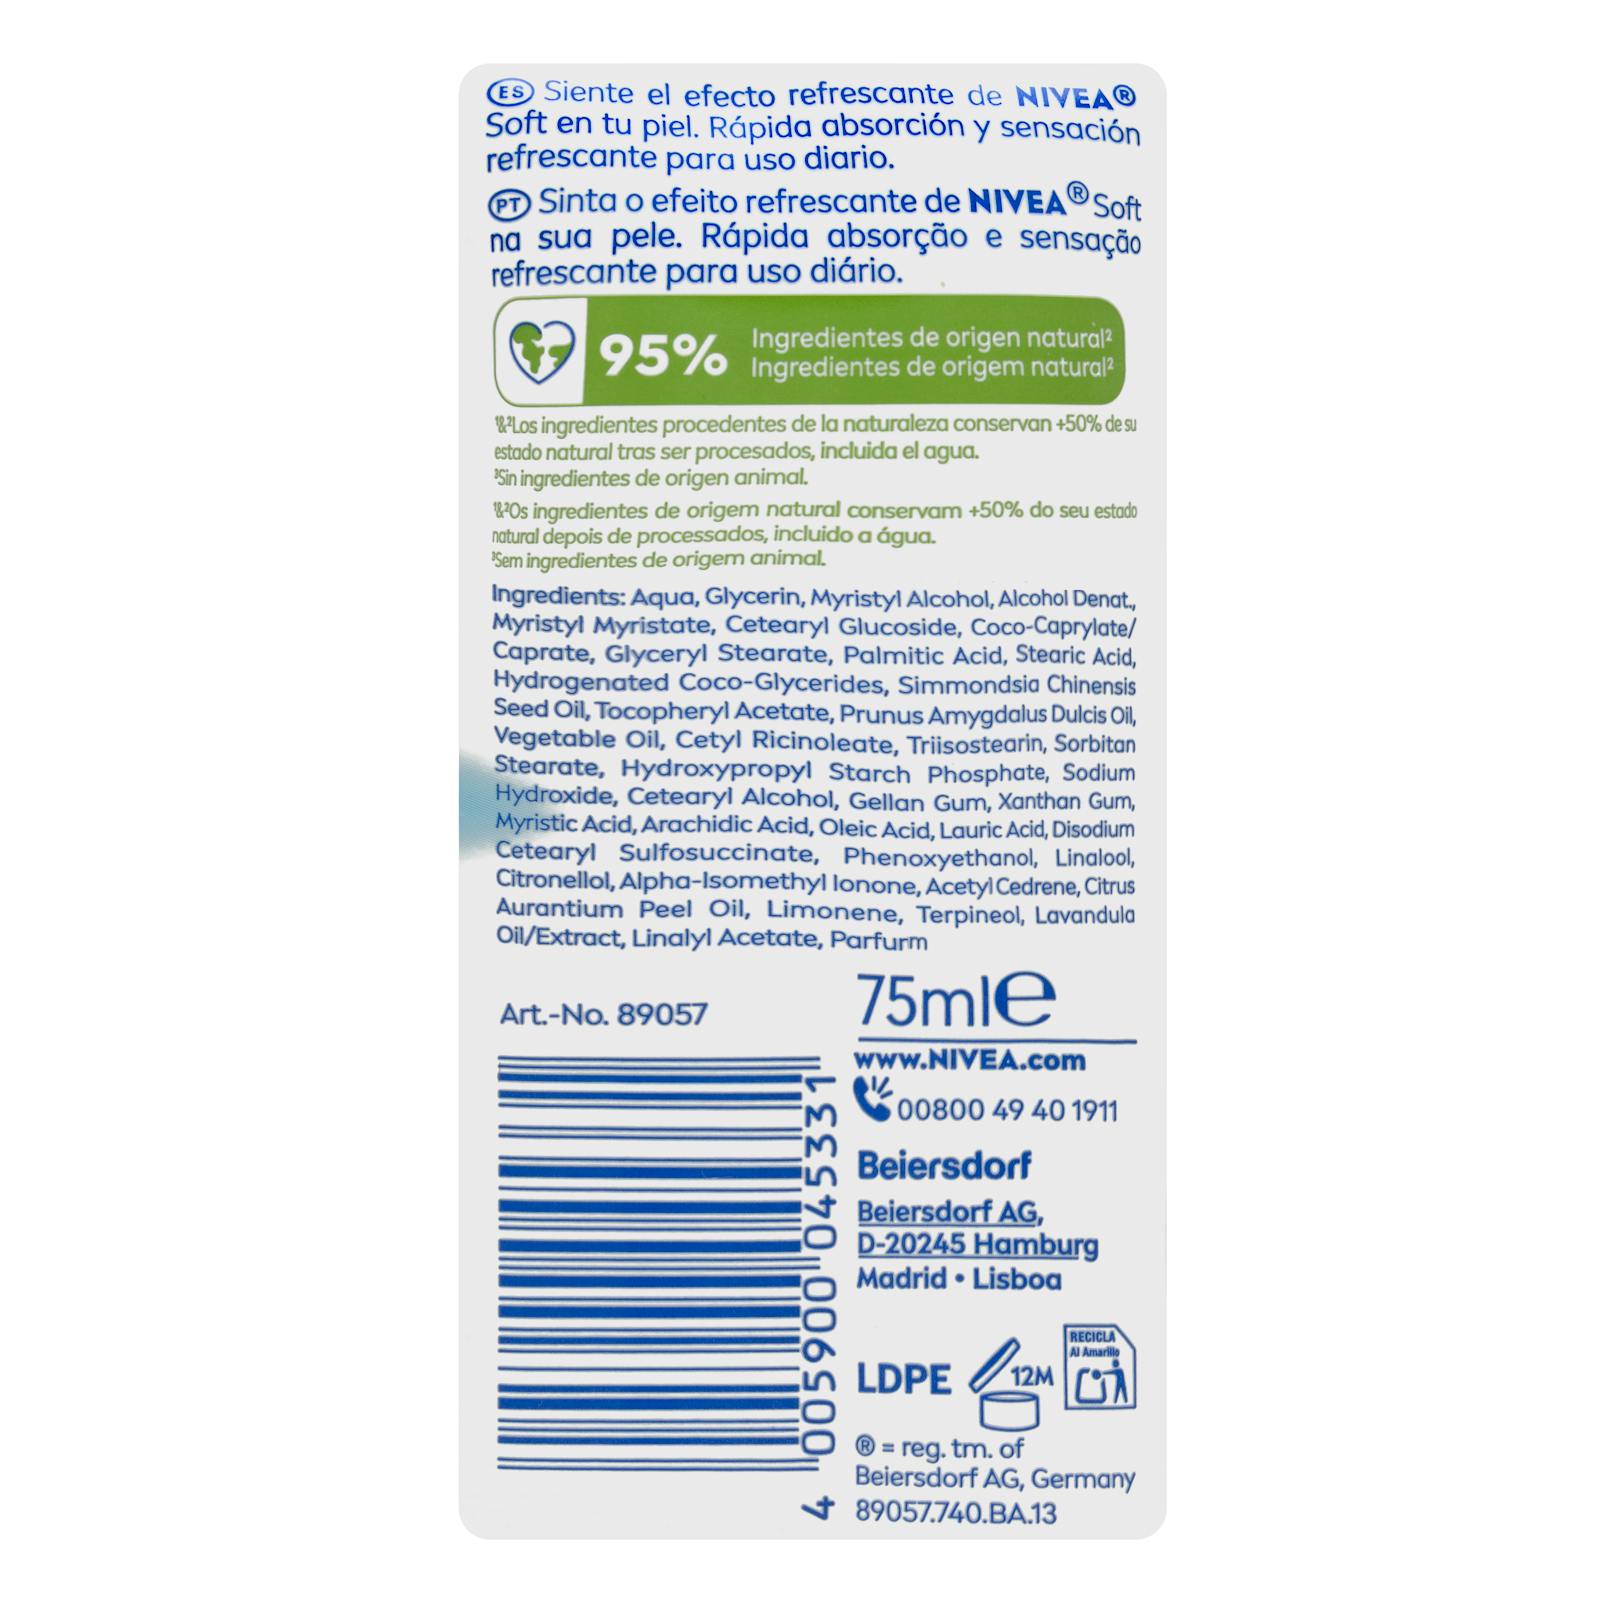 ES Siente el efecto refrescante de NIVEA®
Soft en tu piel. Rápida absorción y sensación
refrescante para uso diario.
PT Sinta o efeito refrescante de NIVEA® Soft
na sua pele. Rápida absorção e sensação
refrescante para uso diário.
95%
Ingredientes de origen natural²
Ingredientes de origem natural²
¹&²Los ingredientes procedentes de la naturaleza conservan +50% de su
estado natural tras ser procesados, incluida el agua.
³Sin ingredientes de origen animal.
¹&²Os ingredientes de origem natural conservam +50% do seu estado
natural depois de processados, incluido a água.
³Sem ingredientes de origem animal.
Ingredients: Aqua, Glycerin, Myristyl Alcohol, Alcohol Denat.,
Myristyl Myristate, Cetearyl Glucoside, Coco-Caprylate/
Caprate, Glyceryl Stearate, Palmitic Acid, Stearic Acid,
Hydrogenated Coco-Glycerides, Simmondsia Chinensis
Seed Oil, Tocopheryl Acetate, Prunus Amygdalus Dulcis Oil,
Vegetable Oil, Cetyl Ricinoleate, Triisostearin, Sorbitan
Stearate, Hydroxypropyl Starch Phosphate, Sodium
Hydroxide, Cetearyl Alcohol, Gellan Gum, Xanthan Gum,
Myristic Acid, Arachidic Acid, Oleic Acid, Lauric Acid, Disodium
Cetearyl Sulfosuccinate, Phenoxyethanol, Linalool,
Citronellol, Alpha-Isomethyl Ionone, Acetyl Cedrene, Citrus
Aurantium Peel Oil, Limonene, Terpineol, Lavandula
Oil/Extract, Linalyl Acetate, Parfum
Art.-No. 89057
75ml℮
www.NIVEA.com
00800 49 40 1911
Beiersdorf
Beiersdorf AG,
D-20245 Hamburg
Madrid • Lisboa
LDPE
12M
RECICLA
Al Amarillo
® = reg. tm. of
Beiersdorf AG, Germany
89057.740.BA.13
4 005900 045331